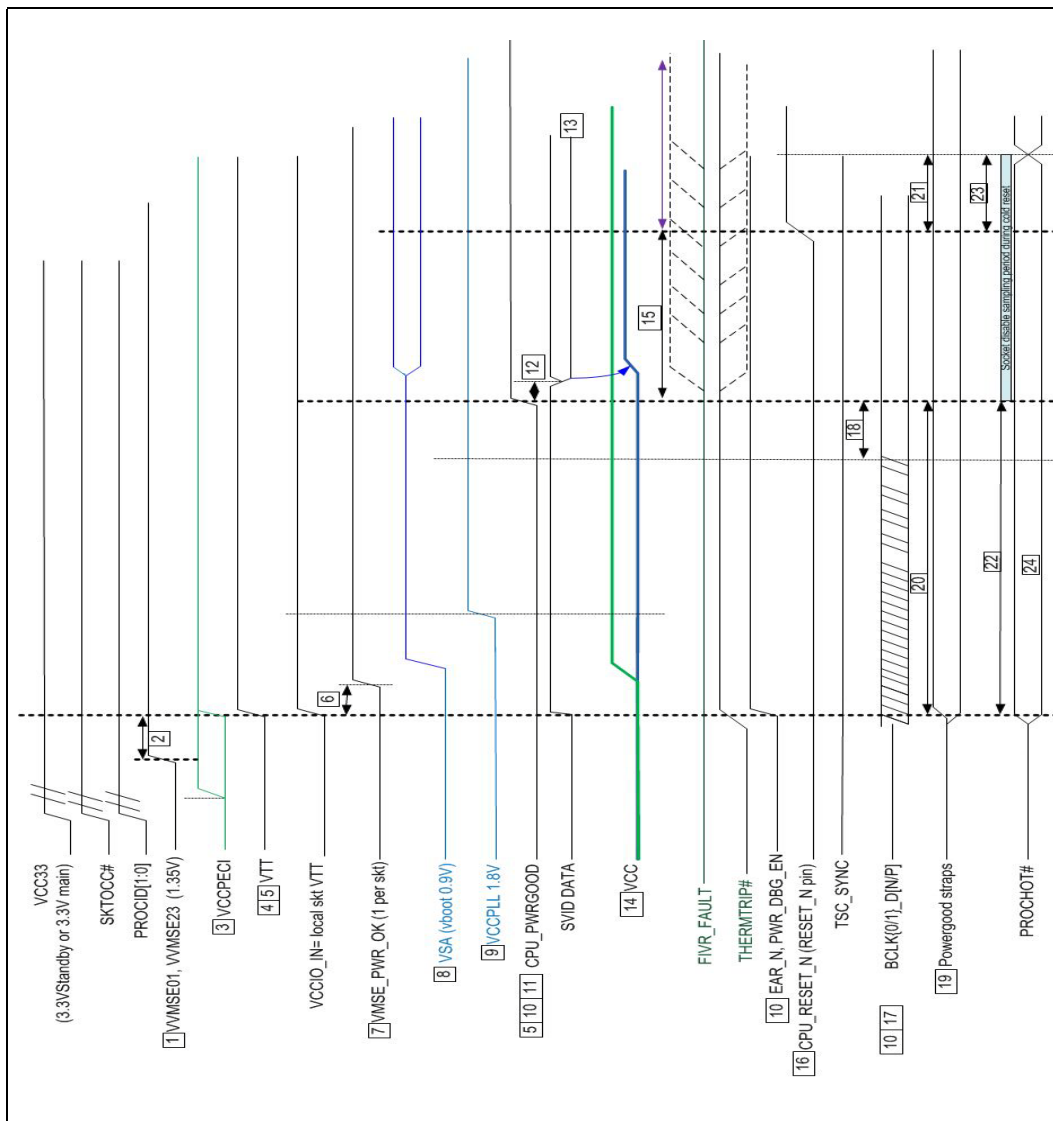 VCC33
(3.3VStandby or 3.3V main)
SKTOCC#
PROCID[1:0]
1 VVMSE01, VVMSE23 (1.35V)
2
3 VCCPECI
4 5 VTT
VCCIO_IN= local skt VTT
6
7 VMSE_PWR_OK (1 per skt)
8 VSA (vboot 0.9V)
9 VCCPLL 1.8V
5 10 11 CPU_PWRGOOD
12
SVID DATA
13
14 VCC
15
FIVR_FAULT
THERMTRIP#
10 EAR_N, PWR_DBG_EN
16 CPU_RESET_N (RESET_N pin)
TSC_SYNC
18
10 17 BCLK{0/1}_D[N/P]
20
21
19 Powergood straps
22
23
Socket disable sampling period during cold reset
24
PROCHOT#